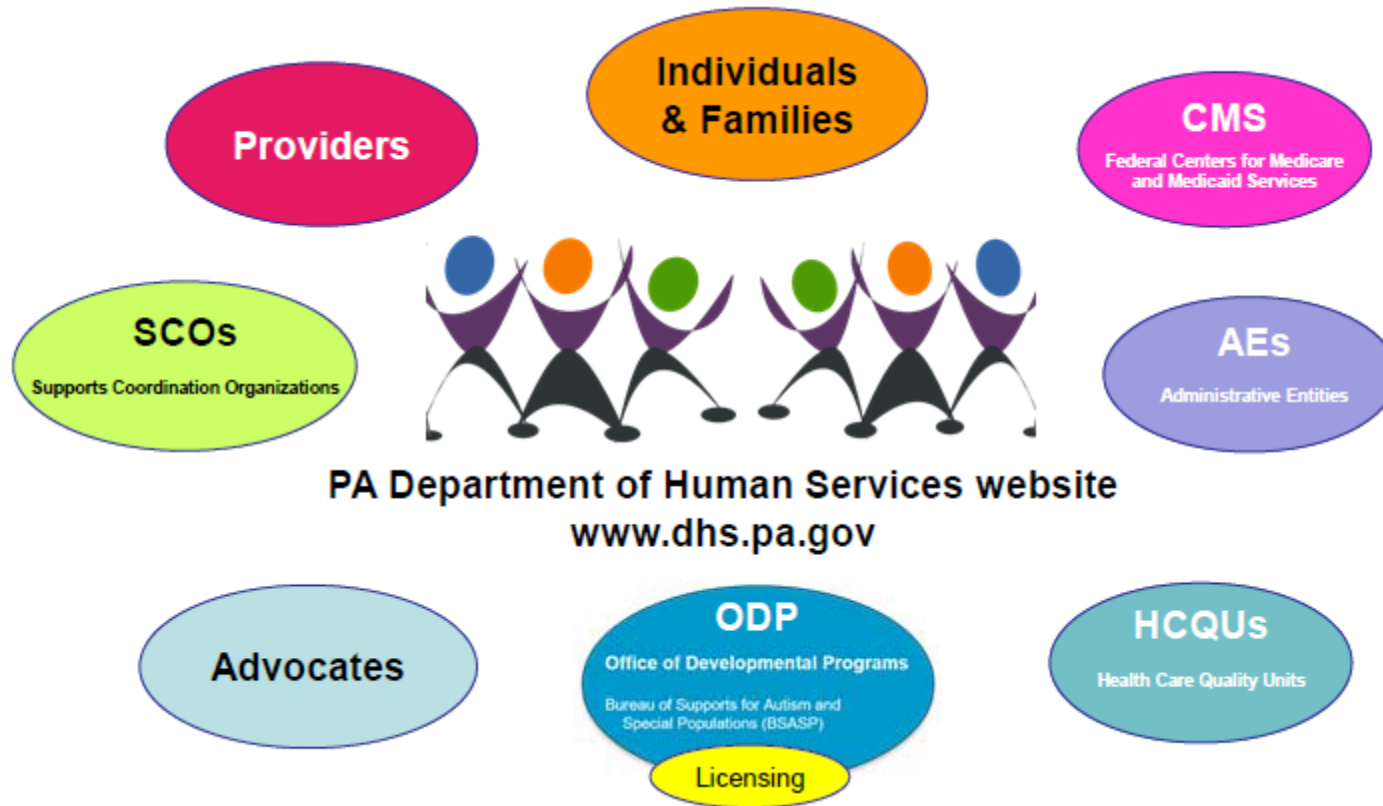 Individuals
& Families
Providers
CMS
Federal Centers for Medicare
and Medicaid Services
SCOs
Supports Coordination Organizations
AEs
Administrative Entities
PA Department of Human Services website
www.dhs.pa.gov
Advocates
ODP
Office of Developmental Programs
Bureau of Supports for Autism and
Special Populations (BSASP)
Licensing
HCQUs
Health Care Quality Units